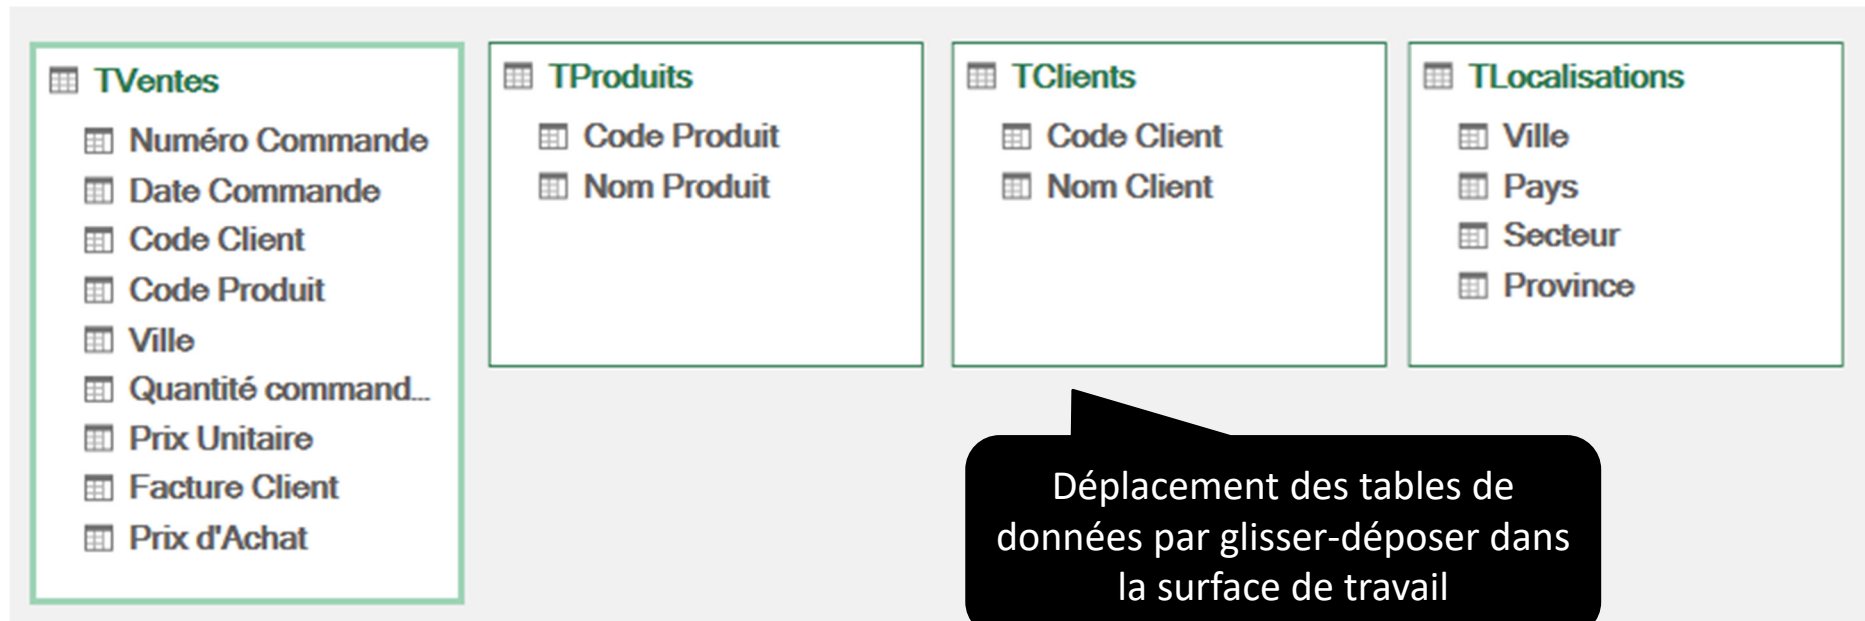 TVentes
Numéro Commande
Date Commande
Code Client
Code Produit
Ville
Quantité command...
Prix Unitaire
Facture Client
Prix d'Achat
TProduits
Code Produit
Nom Produit
TClients
Code Client
Nom Client
TLocalisations
Ville
Pays
Secteur
Province
Déplacement des tables de
données par glisser-déposer dans
la surface de travail